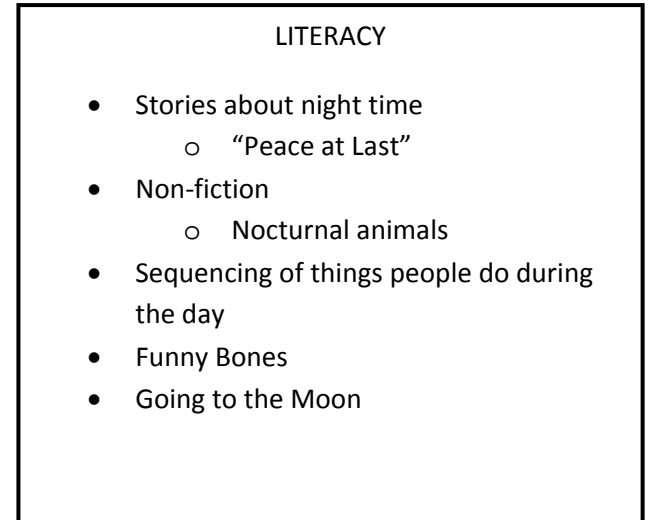 LITERACY
• Stories about night time
o “Peace at Last”
• Non-fiction
o Nocturnal animals
• Sequencing of things people do during
the day
• Funny Bones
• Going to the Moon